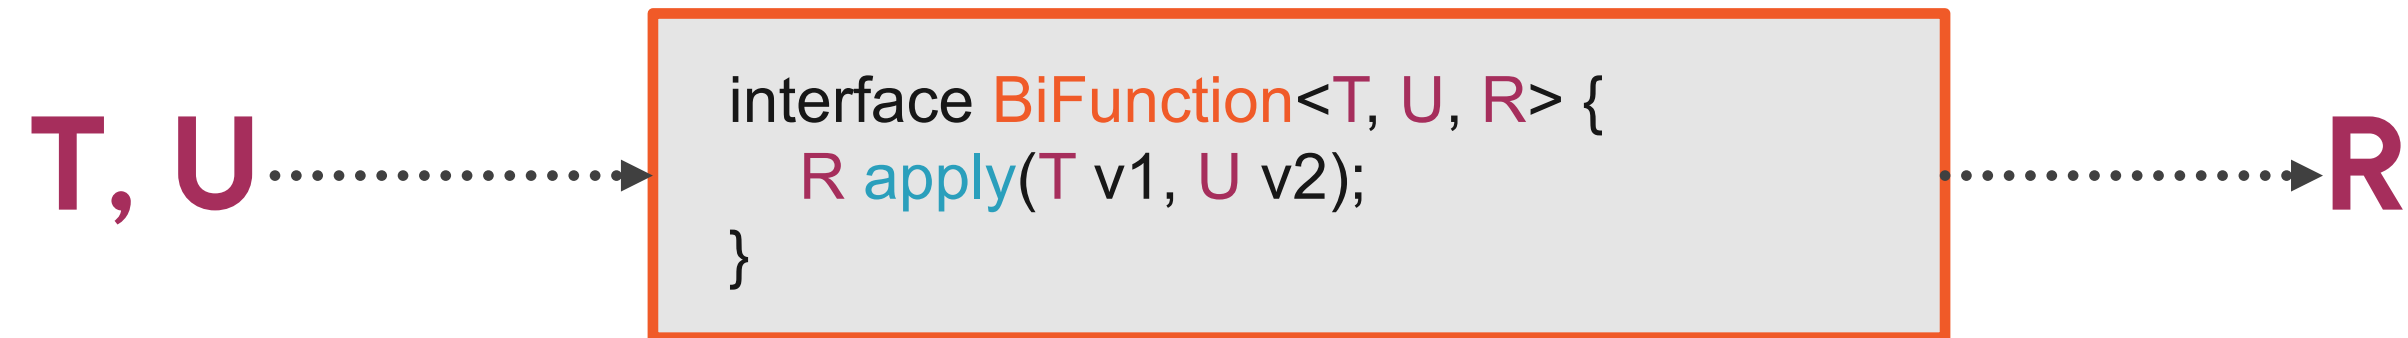 T, U
interface BiFunction<T, U, R> {
R apply(T v1, U v2);
}
R